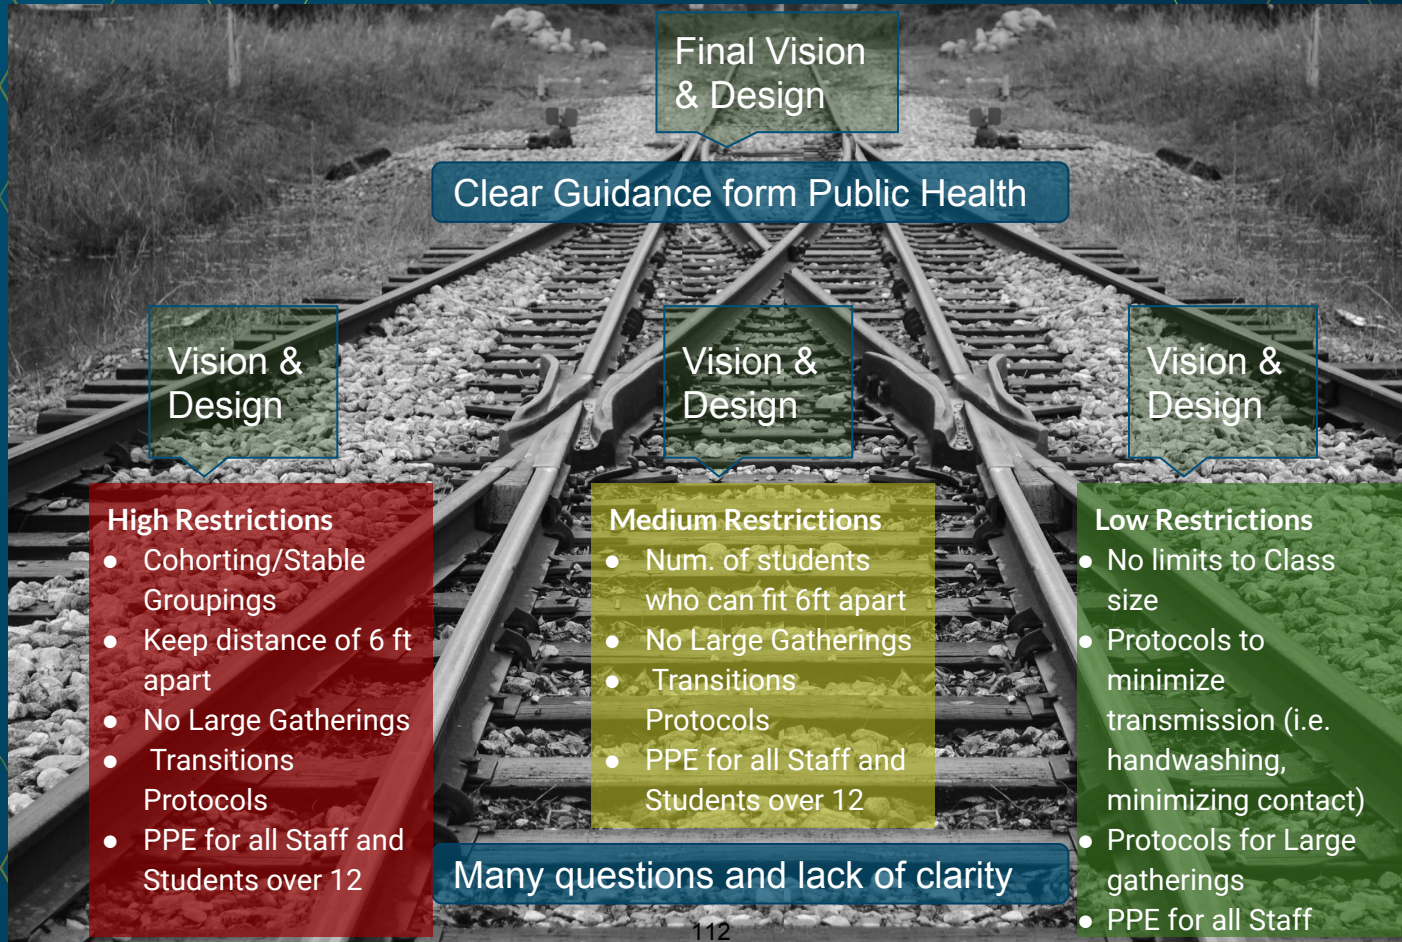 Final Vision
& Design
Clear Guidance form Public Health
Vision &
Design
Vision &
Design
Vision &
Design
High Restrictions
● Cohorting/Stable
Groupings
● Keep distance of 6 ft
apart
● No Large Gatherings
● Transitions
Protocols
● PPE for all Staff and
Students over 12
Medium Restrictions
● Num. of students
who can fit 6ft apart
● No Large Gatherings
● Transitions
Protocols
● PPE for all Staff and
Students over 12
Low Restrictions
● No limits to Class
size
● Protocols to
minimize
transmission (i.e.
handwashing,
minimizing contact)
● Protocols for Large
gatherings
● PPE for all Staff
Many questions and lack of clarity
112